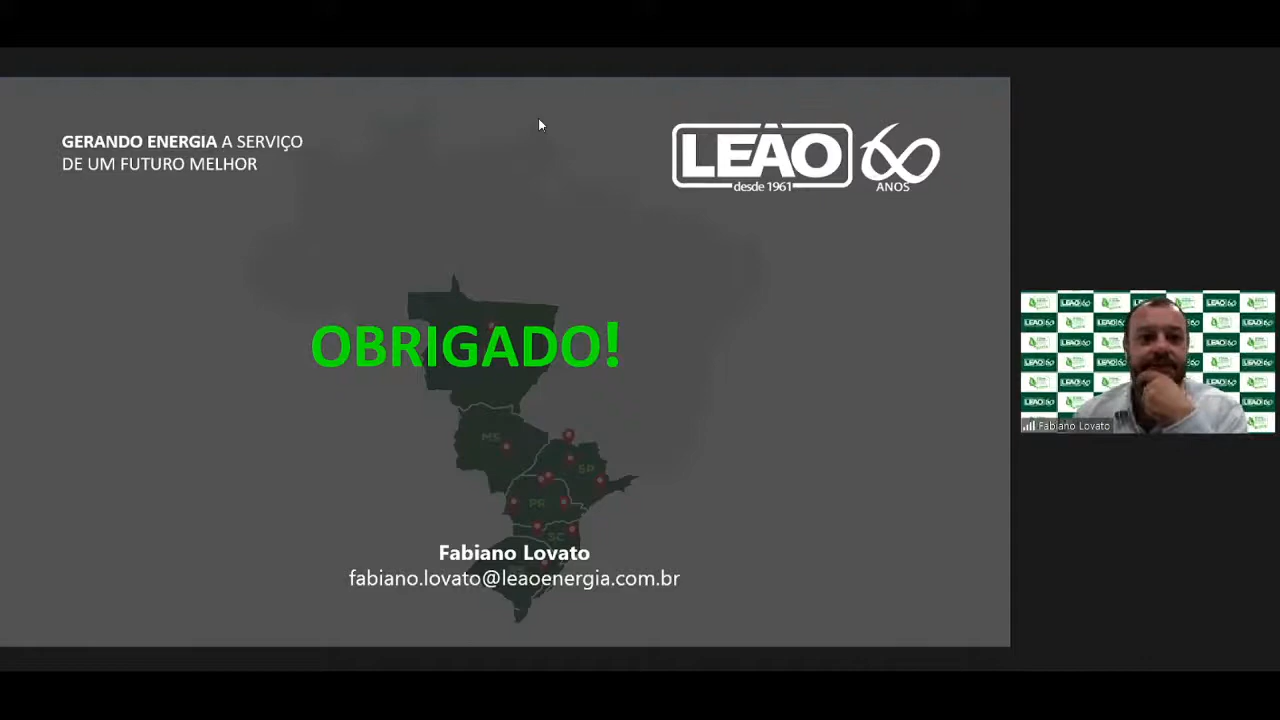 GERANDO ENERGIA A SERVIÇO
DE UM FUTURO MELHOR
LEÃO 60
desde 1961 ANOS
OBRIGADO!
MS
SP
PR
SC
Fabiano Lovato
fabiano.lovato@leaoenergia.com.br
Fabiano Lovato